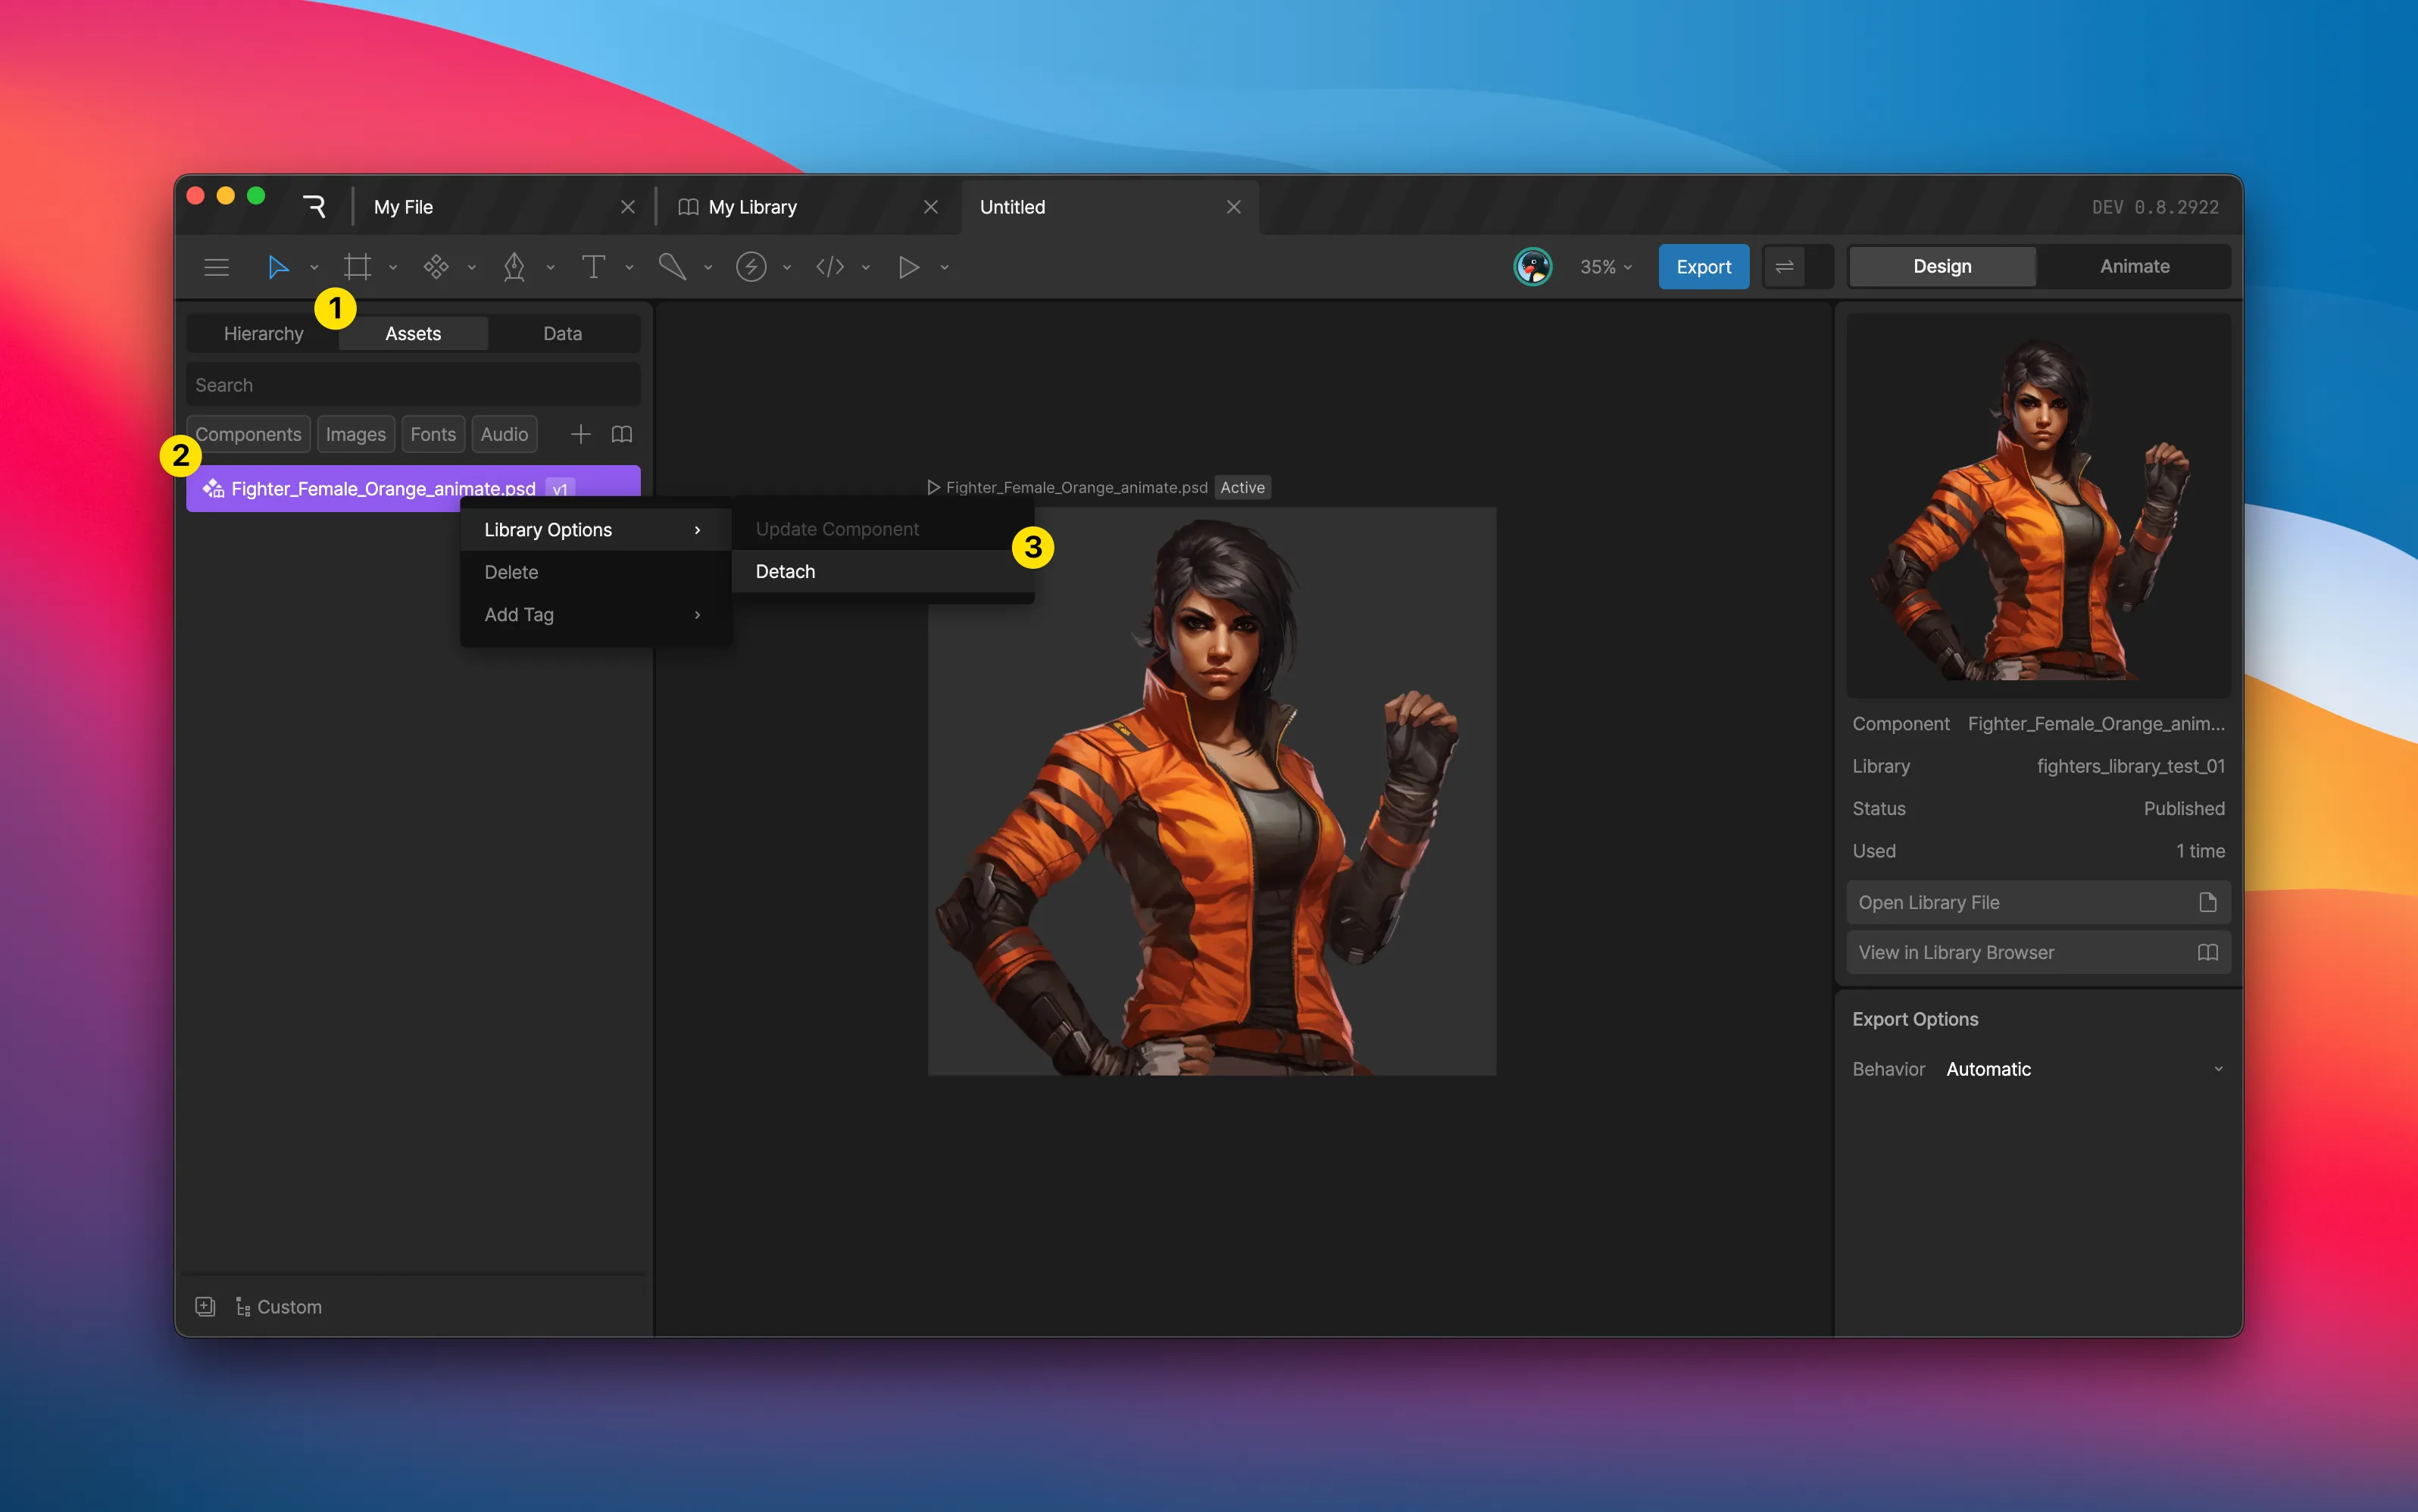 My File
My Library
Untitled
DEV 0.8.2922
35%
Export
Design
Animate
1
Hierarchy
Assets
Data
Search
Components
Images
Fonts
Audio
2
Fighter_Female_Orange_animate.psd
v1
Library Options
Delete
Add Tag
Update Component
Detach
3
Fighter_Female_Orange_animate.psd
Active
Component
Fighter_Female_Orange_anim...
Library
fighters_library_test_01
Status
Published
Used
1 time
Open Library File
View in Library Browser
Export Options
Behavior
Automatic
Custom